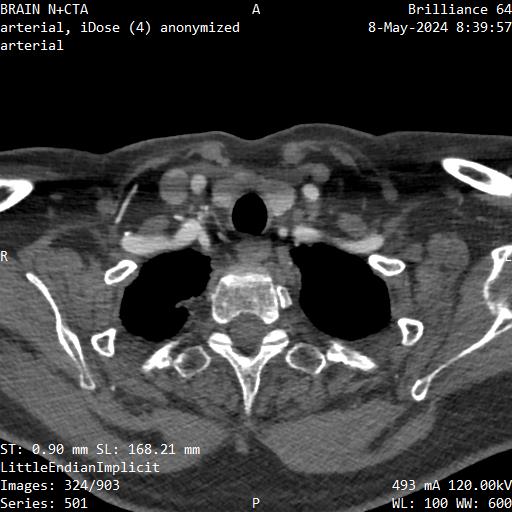 BRAIN N+CTA
A
Brilliance 64
arterial, iDose (4) anonymized
8-May-2024 8:39:57
arterial
R
L
ST: 0.90 mm SL: 168.21 mm
LittleEndianImplicit
Images: 324/903
493 mA 120.00kV
Series: 501
P
WL: 100 WW: 600